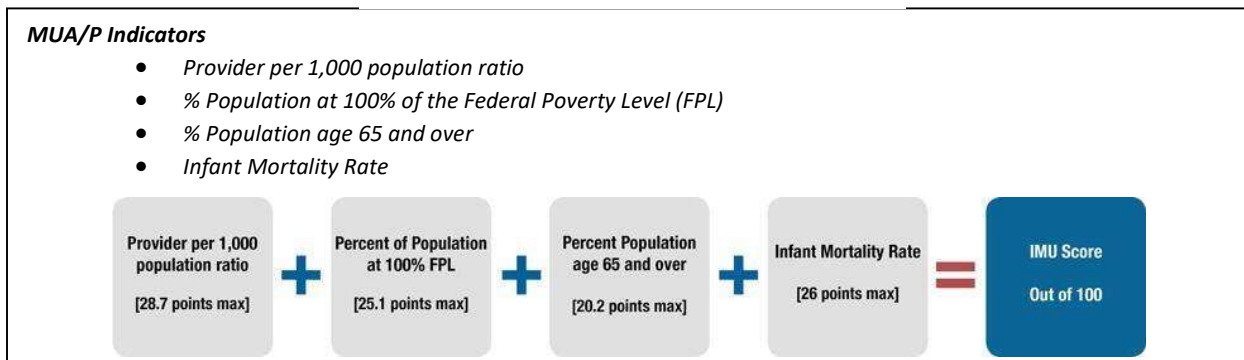 MUA/P Indicators
• Provider per 1,000 population ratio
• % Population at 100% of the Federal Poverty Level (FPL)
• % Population age 65 and over
• Infant Mortality Rate
Provider per 1,000
population ratio
[28.7 points max]
+
Percent of Population
at 100% FPL
[25.1 points max]
+
Percent Population
age 65 and over
[20.2 points max]
+
Infant Mortality Rate
[26 points max]
=
IMU Score
Out of 100